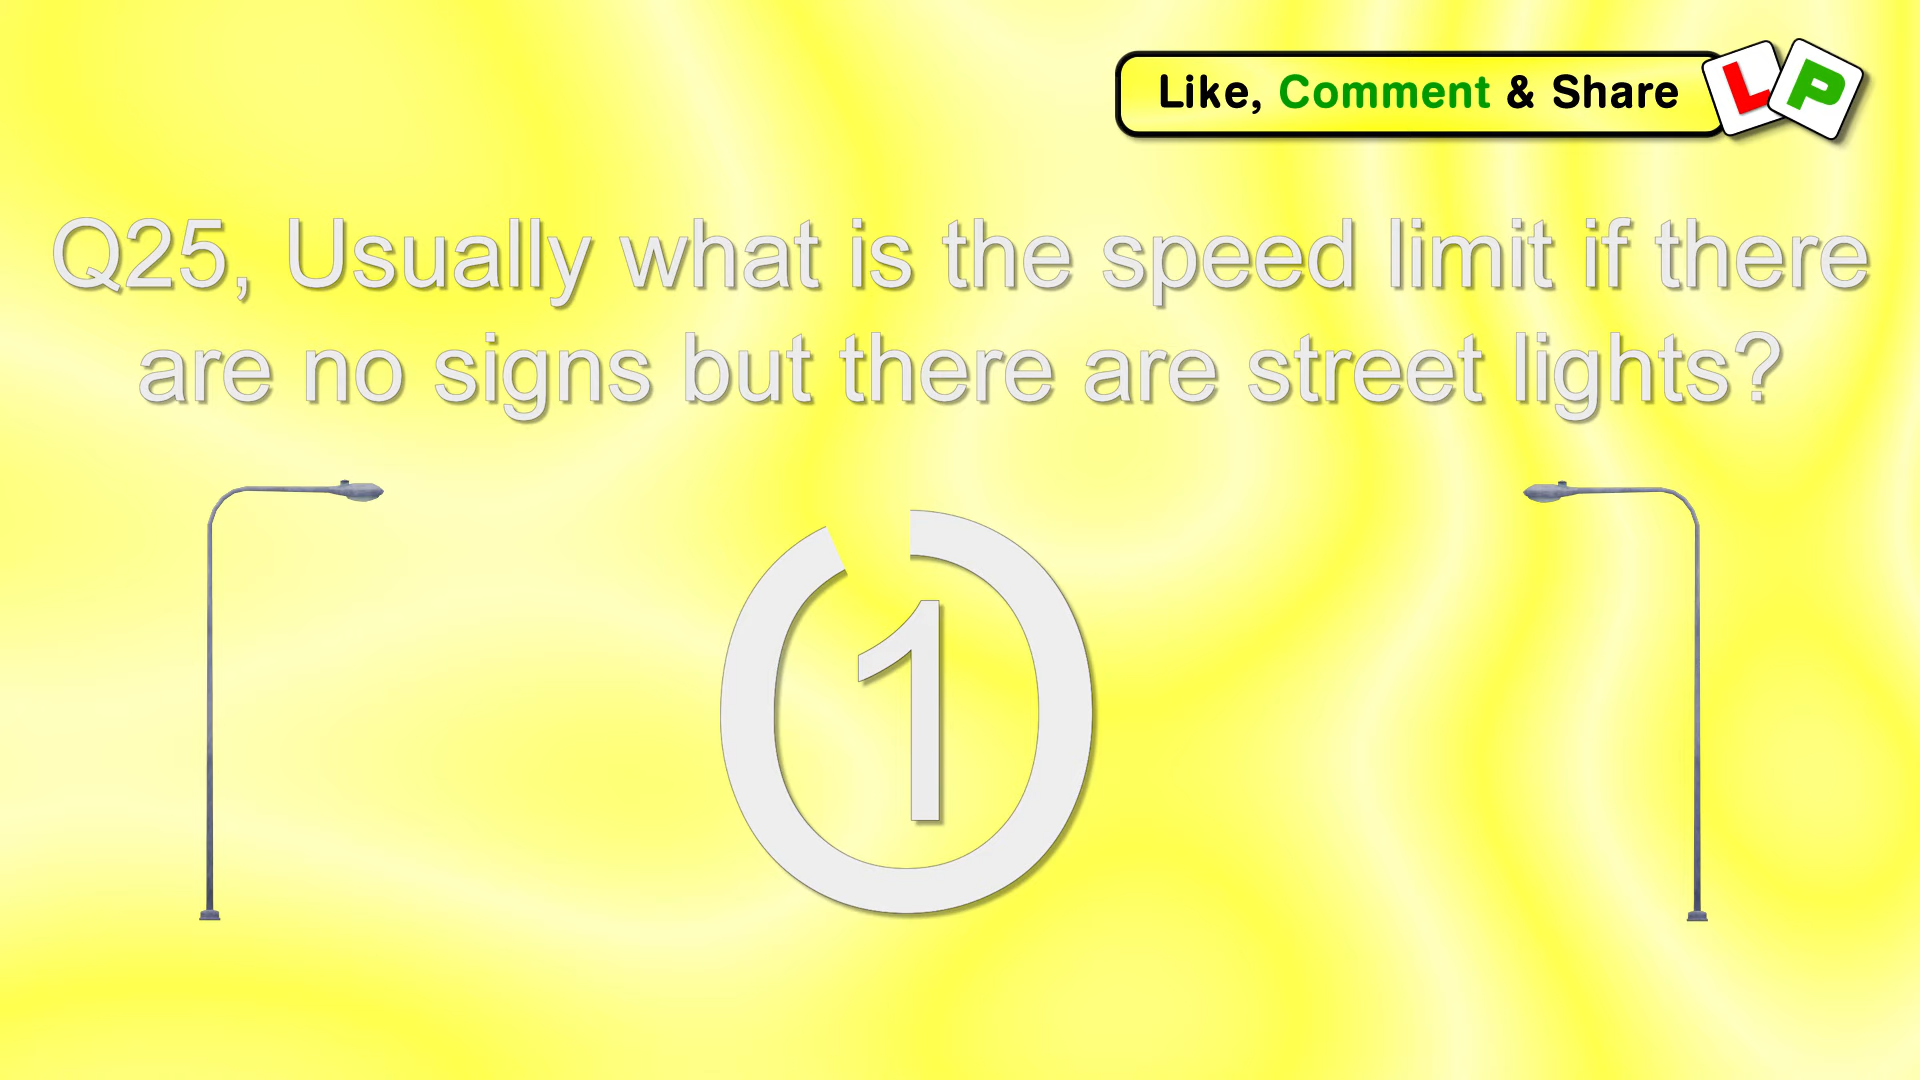 Like, Comment & Share
L P
Q25, Usually what is the speed limit if there
are no signs but there are street lights?
1